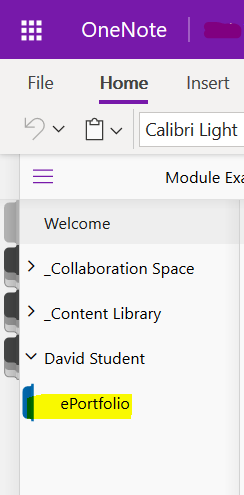 OneNote
File Home Insert
Calibri Light
Module Exa
Welcome
_Collaboration Space
_Content Library
David Student
ePortfolio